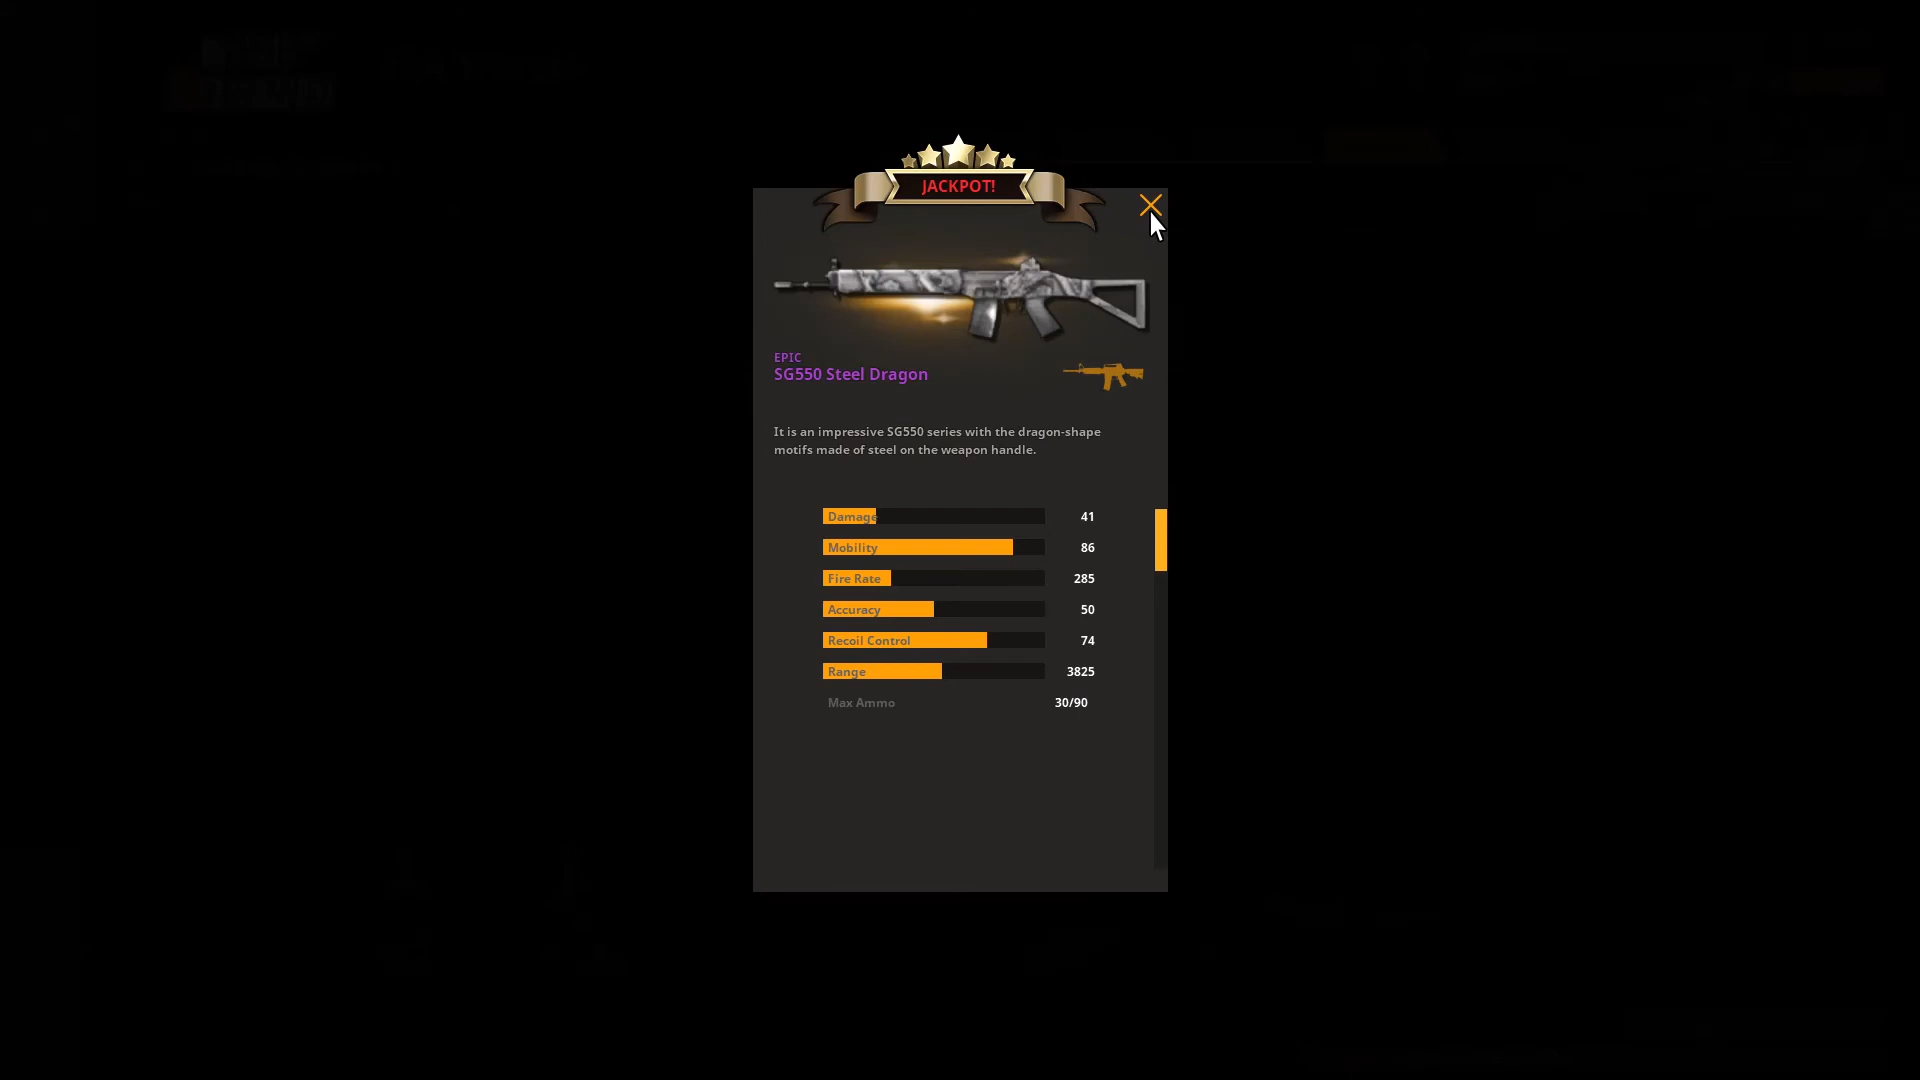 JACKPOT!
EPIC
SG550 Steel Dragon
It is an impressive SG550 series with the dragon-shape
motifs made of steel on the weapon handle.
Damage 41
Mobility 86
Fire Rate 285
Accuracy 50
Recoil Control 74
Range 3825
Max Ammo 30/90